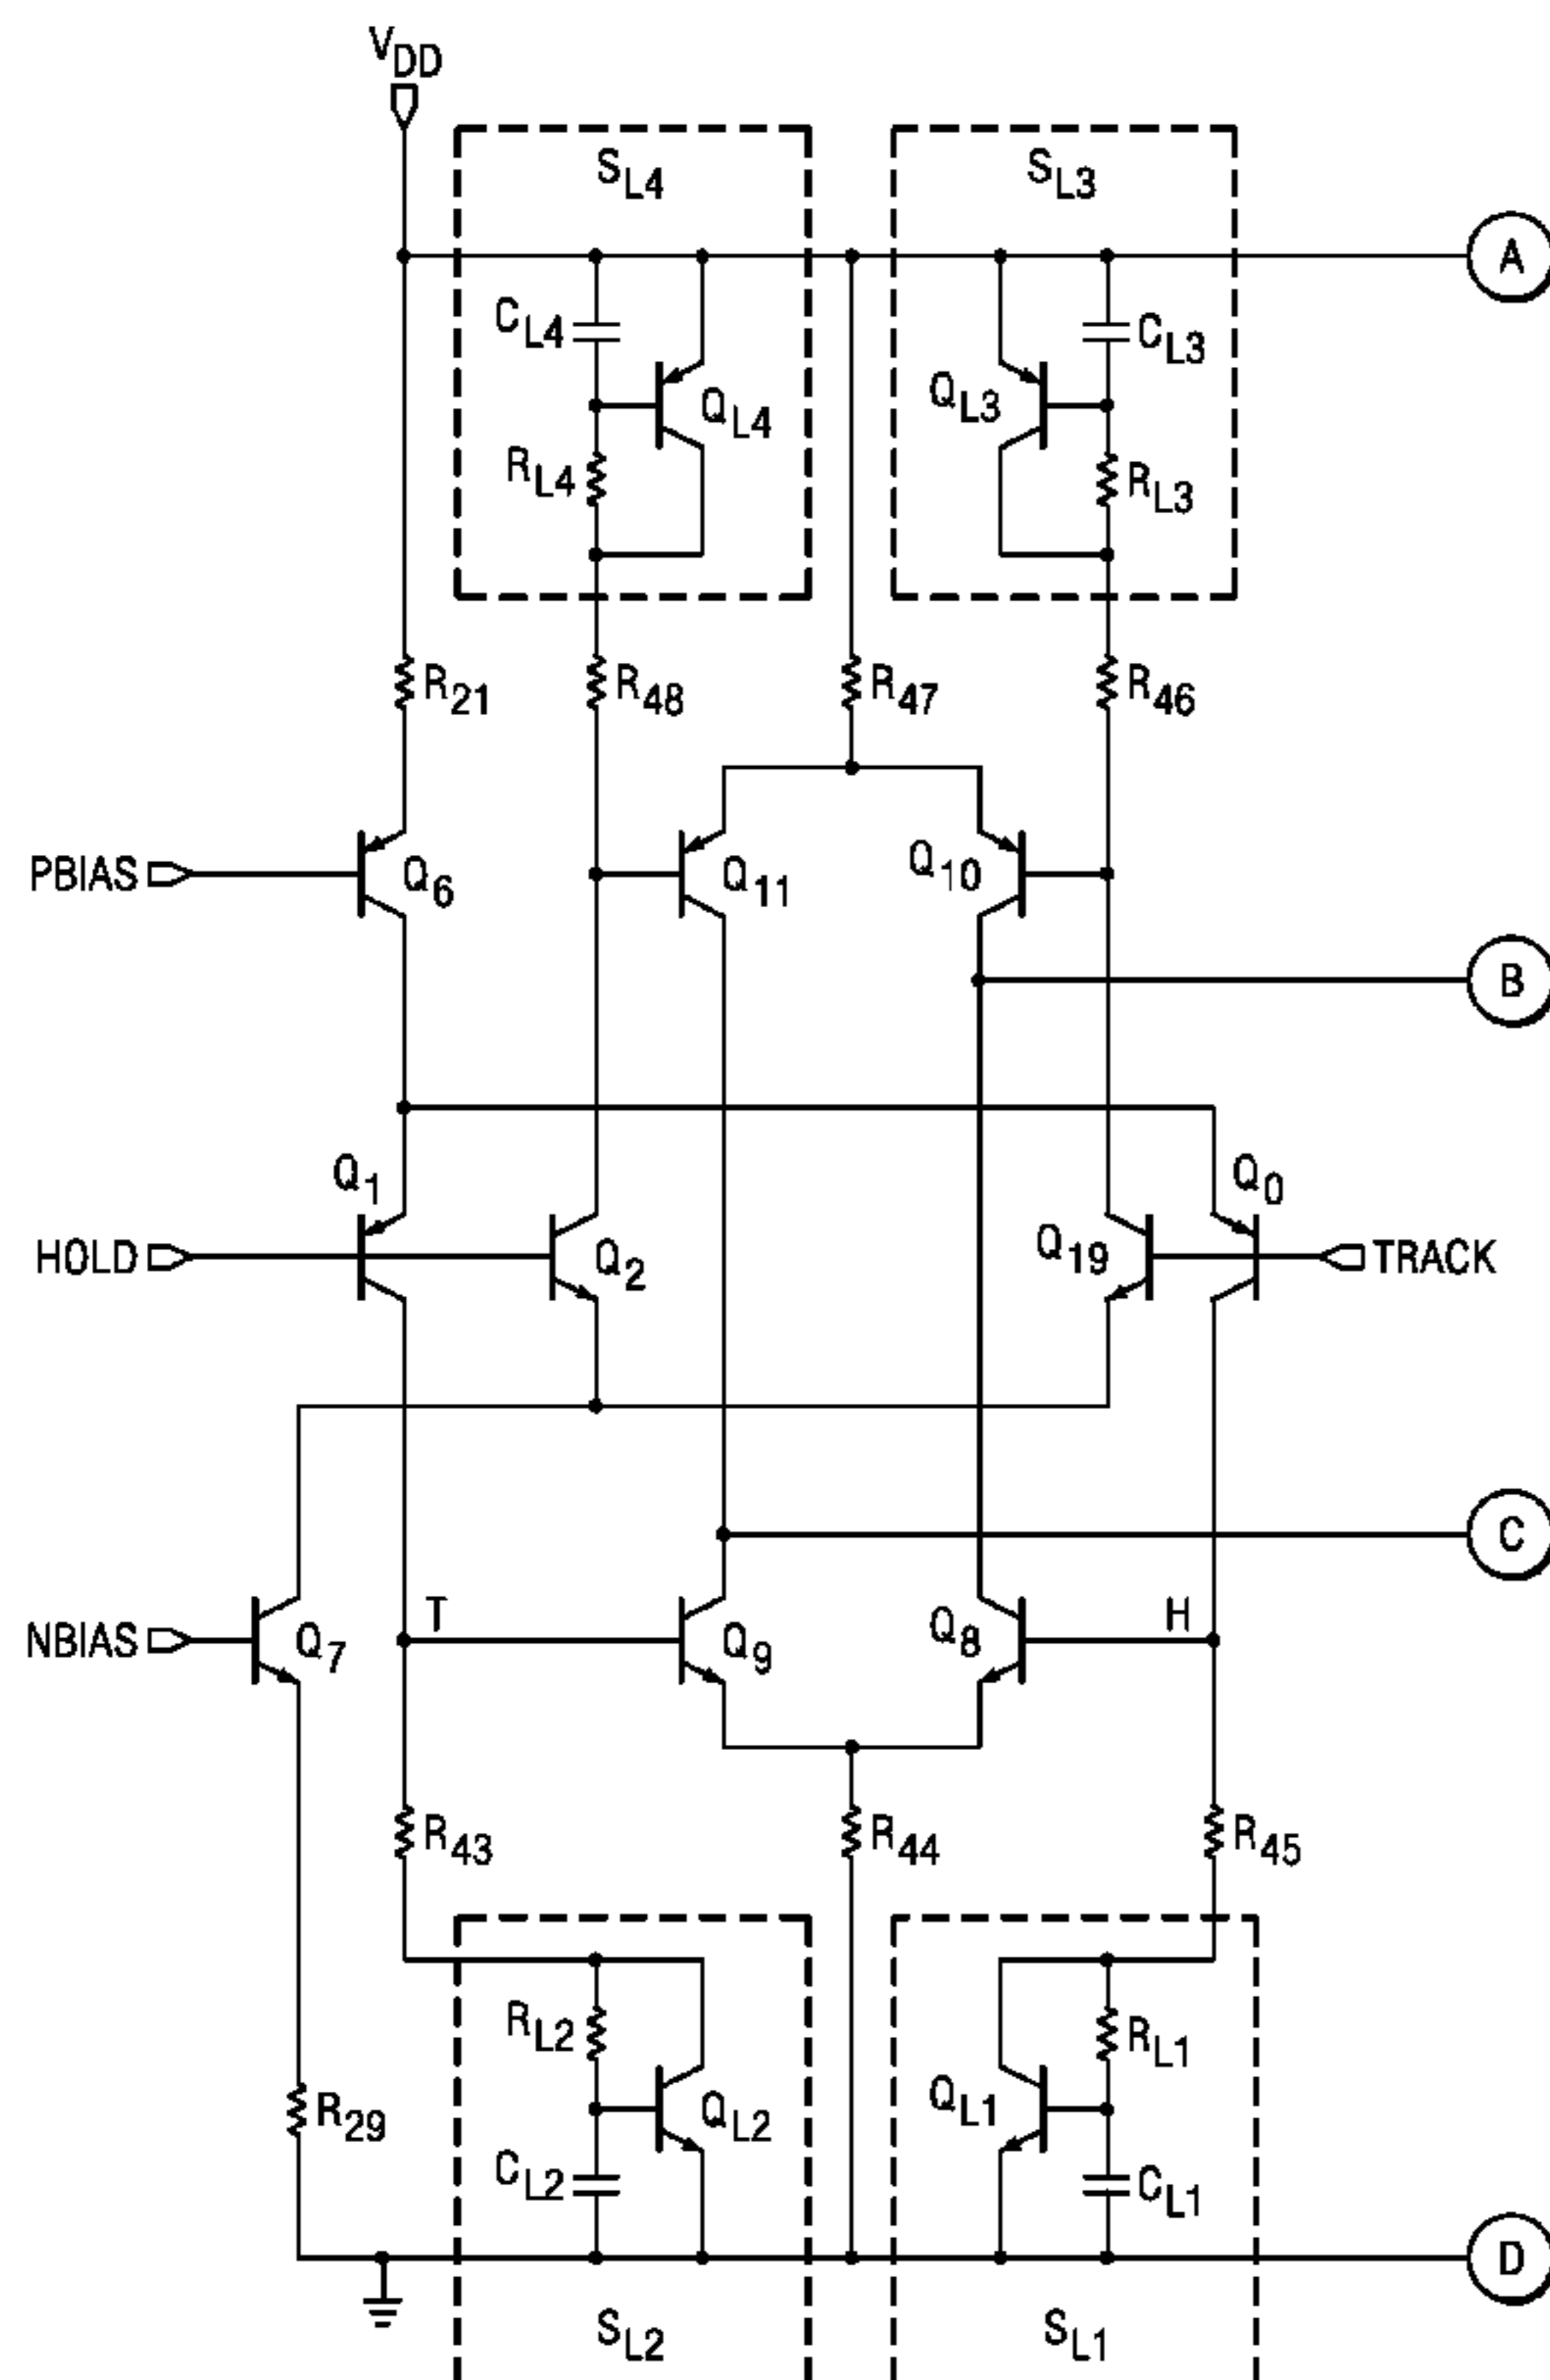 VDD
SL4 SL3
A
CL4 CL3
QL4 QL3
RL4 RL3
R21 R48 R47 R46
PBIAS Q6 Q11 Q10
B
Q1 Q0
HOLD Q2 Q19 TRACK
C
T H
NBIAS Q7 Q9 Q8
R43 R44 R45
RL2 RL1
R29 QL2 QL1
CL2 CL1
D
SL2 SL1